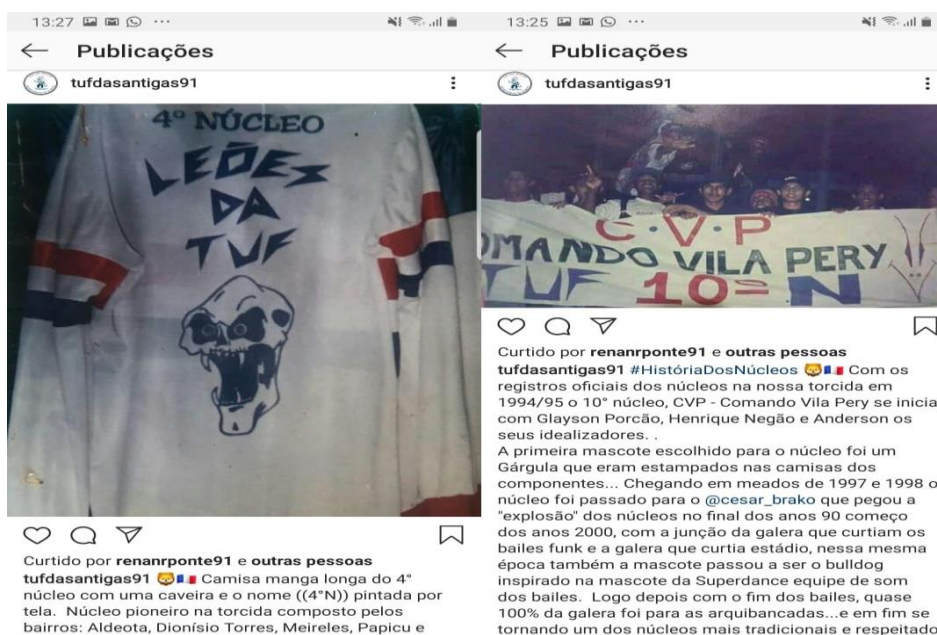 13:27
Publicações
tufdasantigas91
4º NÚCLEO
LEÕES
DA
TUF
Curtido por renanrponte91 e outras pessoas
tufdasantigas91 🦁🇫🇷 Camisa manga longa do 4°
núcleo com uma caveira e o nome ((4°N)) pintada por
tela. Núcleo pioneiro na torcida composto pelos
bairros: Aldeota, Dionísio Torres, Meireles, Papicu e
13:25
Publicações
tufdasantigas91
C.V.P
OMANDO VILA PERY
TUF 10º N
Curtido por renanrponte91 e outras pessoas
tufdasantigas91 #HistóriaDosNúcleos 🦁🇫🇷 Com os
registros oficiais dos núcleos na nossa torcida em
1994/95 o 10° núcleo, CVP - Comando Vila Pery se inicia
com Glayson Porcão, Henrique Negão e Anderson os
seus idealizadores. .
A primeira mascote escolhido para o núcleo foi um
Gárgula que eram estampados nas camisas dos
componentes... Chegando em meados de 1997 e 1998 o
núcleo foi passado para o @cesar_brako que pegou a
"explosão" dos núcleos no final dos anos 90 começo
dos anos 2000, com a junção da galera que curtiam os
bailes funk e a galera que curtia estádio, nessa mesma
época também a mascote passou a ser o bulldog
inspirado na mascote da Superdance equipe de som
dos bailes. Logo depois com o fim dos bailes, quase
100% da galera foi para as arquibancadas...e em fim se
tornando um dos núcleos mais tradicionais e respeitado